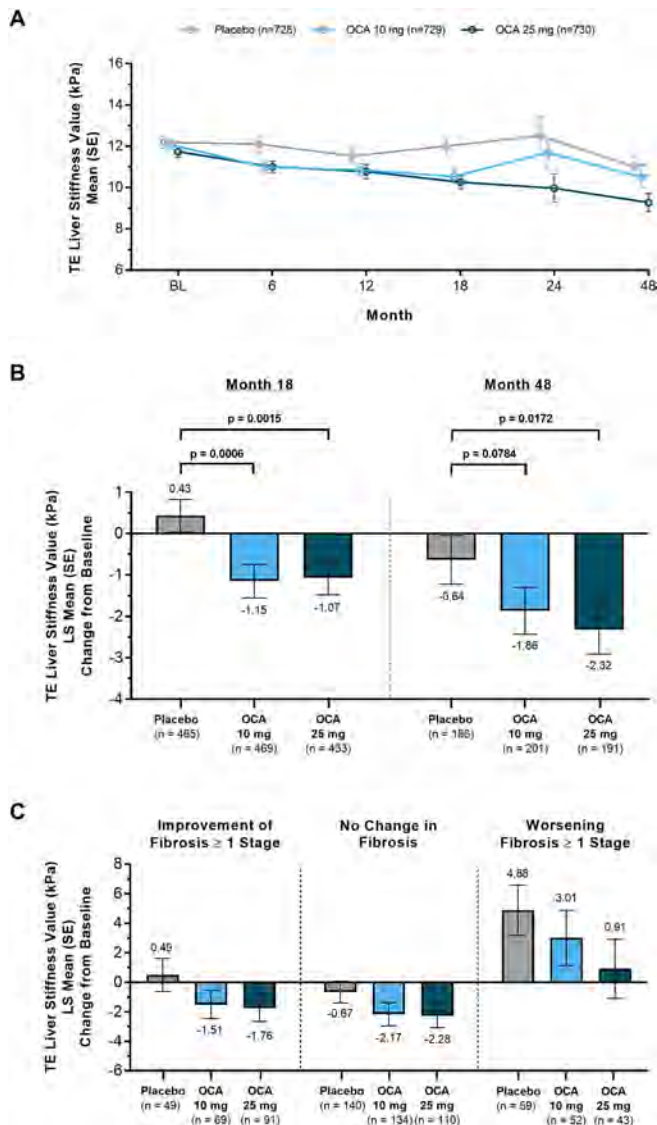 A
Placebo (n=728) OCA 10 mg (n=729) OCA 25 mg (n=730)
TE Liver Stiffness Value (kPa)
Mean (SE)
16
14
12
10
8
6
BL 6 12 18 24 48
Month
B
Month 18 Month 48
p = 0.0015 p = 0.0172
p = 0.0006 p = 0.0784
TE Liver Stiffness Value (kPa)
LS Mean (SE)
Change from Baseline
1
0
-1
-2
-3
-4
0.43
-1.15
-1.07
-0.64
-1.86
-2.32
Placebo OCA OCA Placebo OCA OCA
(n = 465) 10 mg 25 mg (n = 186) 10 mg 25 mg
(n = 469) (n = 453) (n = 201) (n = 191)
C
Improvement of No Change in Worsening
Fibrosis ≥ 1 Stage Fibrosis Fibrosis ≥ 1 Stage
TE Liver Stiffness Value (kPa)
LS Mean (SE)
Change from Baseline
8
6
4
2
0
-2
-4
-6
0.49
-1.51
-1.76
-0.67
-2.17
-2.28
4.88
3.01
0.91
Placebo OCA OCA Placebo OCA OCA Placebo OCA OCA
(n = 49) 10 mg 25 mg (n = 140) 10 mg 25 mg (n = 59) 10 mg 25 mg
(n = 69) (n = 91) (n = 134) (n = 110) (n = 52) (n = 43)